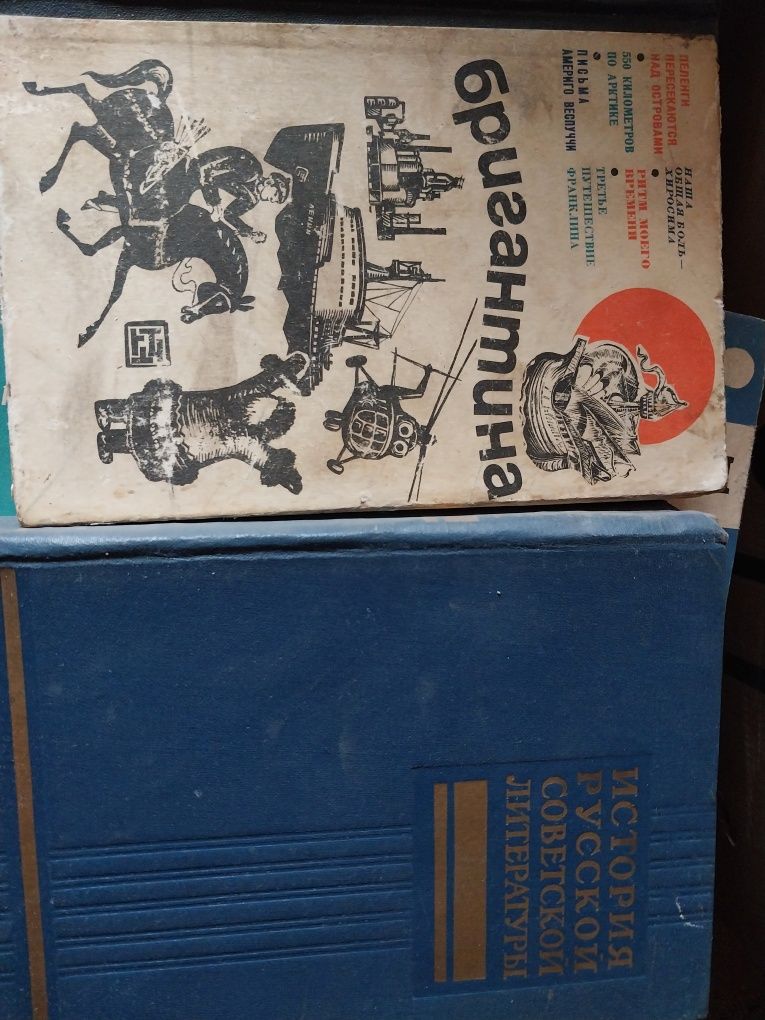 НАША
ОБЩАЯ БОЛЬ—
ХИРОСИМА
РИТМ МОЕГО
ВРЕМЕНИ
ТРЕТЬЕ
ПУТЕШЕСТВИЕ
ФРАНКЛИНА
ПЕЛЕНГИ
ПЕРЕСЕКАЮТСЯ
НАД ОСТРОВАМИ
550 КИЛОМЕТРОВ
ПО АРКТИКЕ
ПИСЬМА
АМЕРИГО ВЕСПУЧЧИ
бригантина
ЛЕНИН
ИСТОРИЯ
РУССКОЙ
СОВЕТСКОЙ
ЛИТЕРАТУРЫ